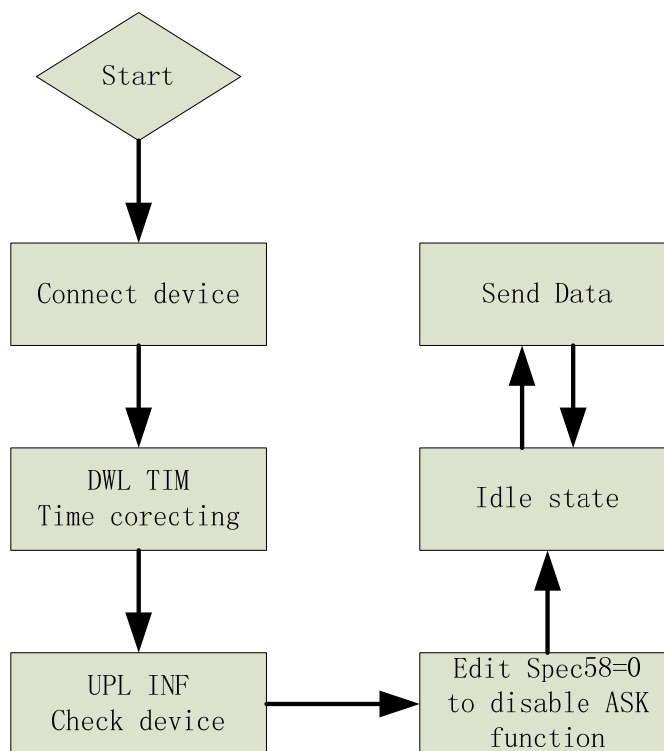 Start
Connect device
DWL TIM
Time corecting
UPL INF
Check device
Edit Spec58=0
to disable ASK
function
Idle state
Send Data